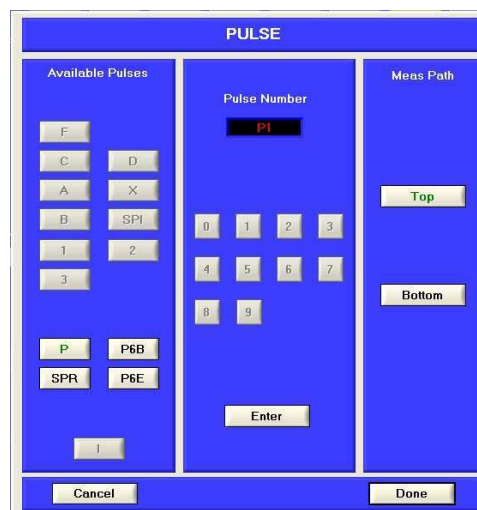 PULSE
Available Pulses
F
C D
A X
B SPI
1 2
3
P P6B
SPR P6E
I
Pulse Number
P1
0 1 2 3
4 5 6 7
8 9
Enter
Meas Path
Top
Bottom
Cancel
Done